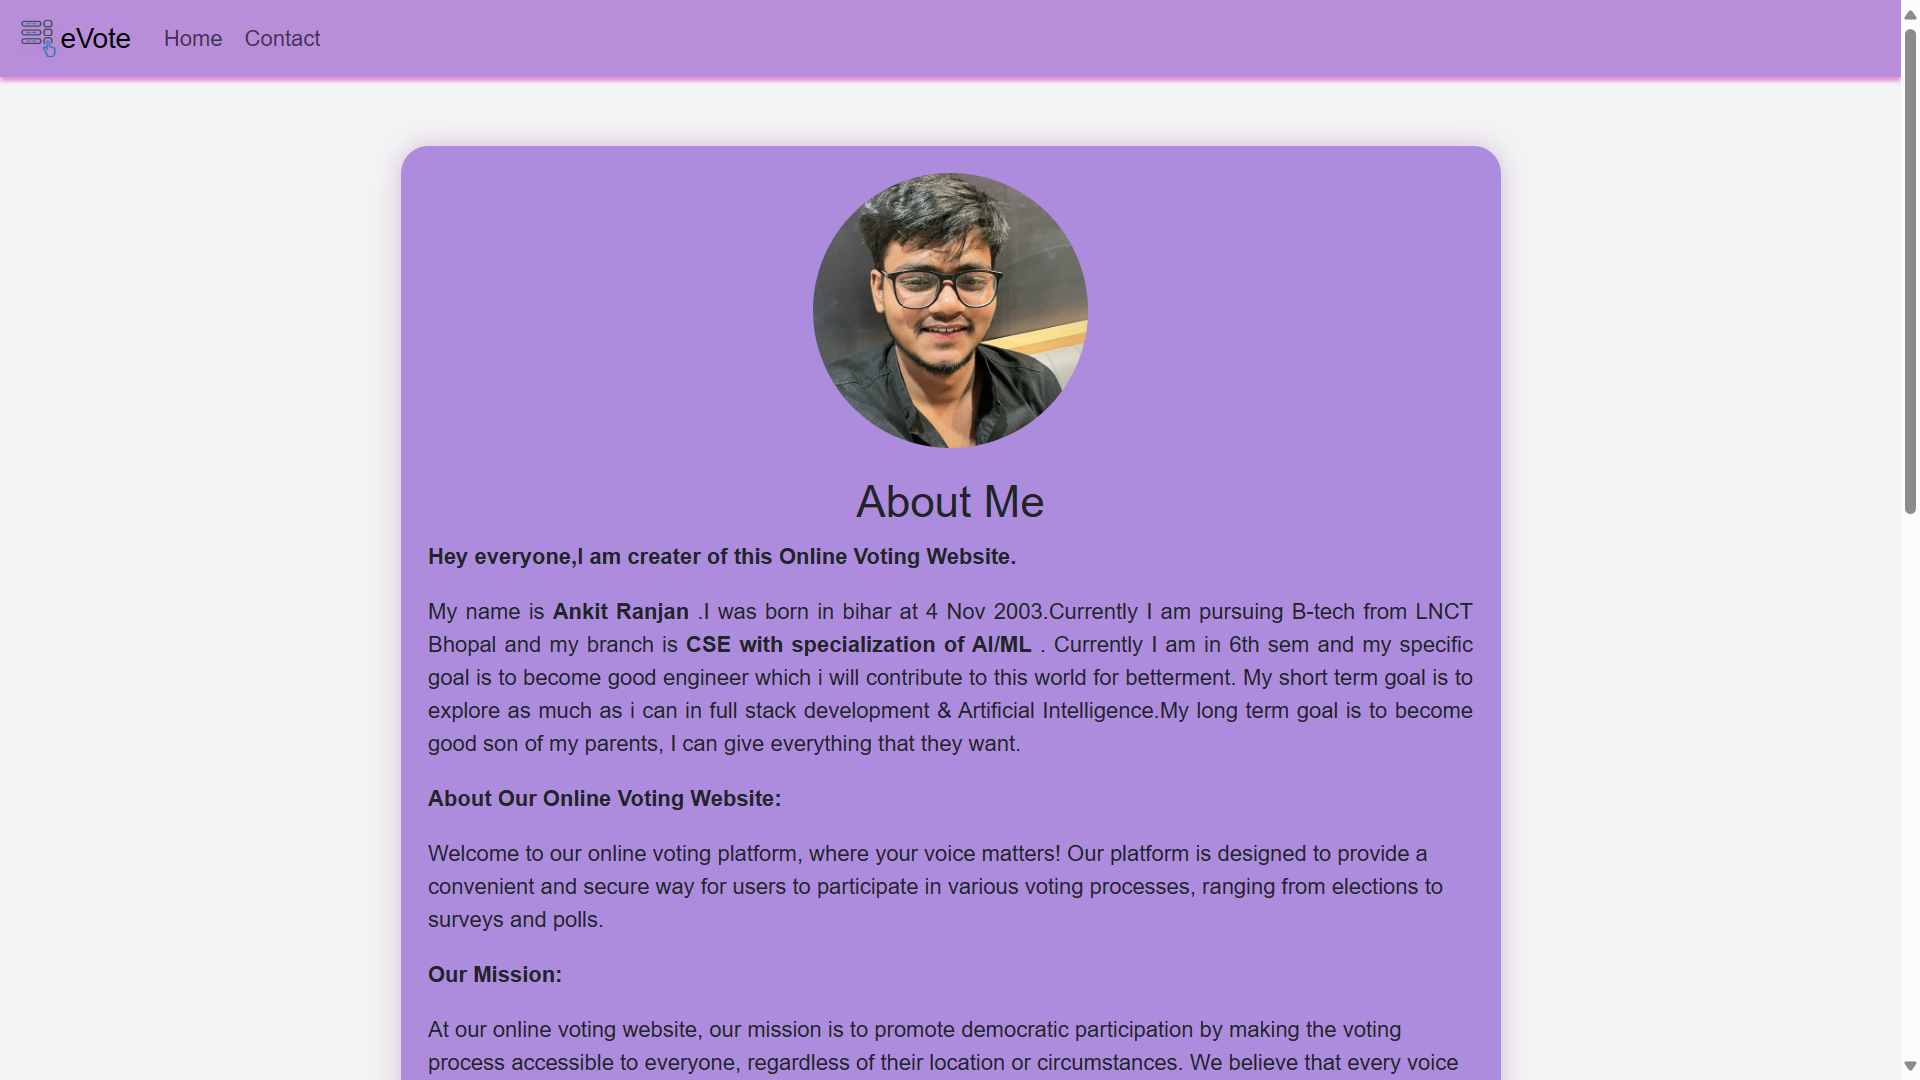 eVote Home Contact
About Me
Hey everyone,I am creater of this Online Voting Website.
My name is Ankit Ranjan .I was born in bihar at 4 Nov 2003.Currently I am pursuing B-tech from LNCT
Bhopal and my branch is CSE with specialization of AI/ML . Currently I am in 6th sem and my specific
goal is to become good engineer which i will contribute to this world for betterment. My short term goal is to
explore as much as i can in full stack development & Artificial Intelligence.My long term goal is to become
good son of my parents, I can give everything that they want.
About Our Online Voting Website:
Welcome to our online voting platform, where your voice matters! Our platform is designed to provide a
convenient and secure way for users to participate in various voting processes, ranging from elections to
surveys and polls.
Our Mission:
At our online voting website, our mission is to promote democratic participation by making the voting
process accessible to everyone, regardless of their location or circumstances. We believe that every voice